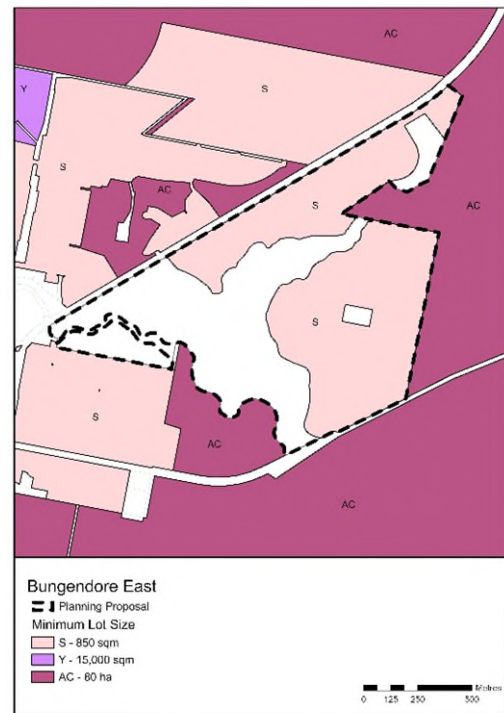 AC
S
Y
S
AC
S
AC
S
S
AC
AC
Bungendore East
Planning Proposal
Minimum Lot Size
S - 850 sqm
Y - 15,000 sqm
AC - 80 ha
Metres
0 125 250 500